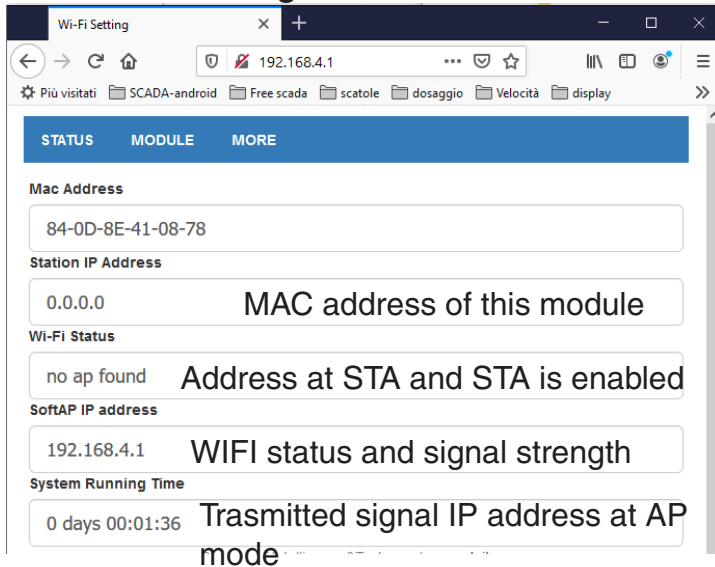 Wi-Fi Setting
192.168.4.1
Più visitati SCADA-android Free scada scatole dosaggio Velocità display
STATUS MODULE MORE
Mac Address
84-0D-8E-41-08-78
Station IP Address
0.0.0.0 MAC address of this module
Wi-Fi Status
no ap found Address at STA and STA is enabled
SoftAP IP address
192.168.4.1 WIFI status and signal strength
System Running Time
0 days 00:01:36 Trasmitted signal IP address at AP
mode